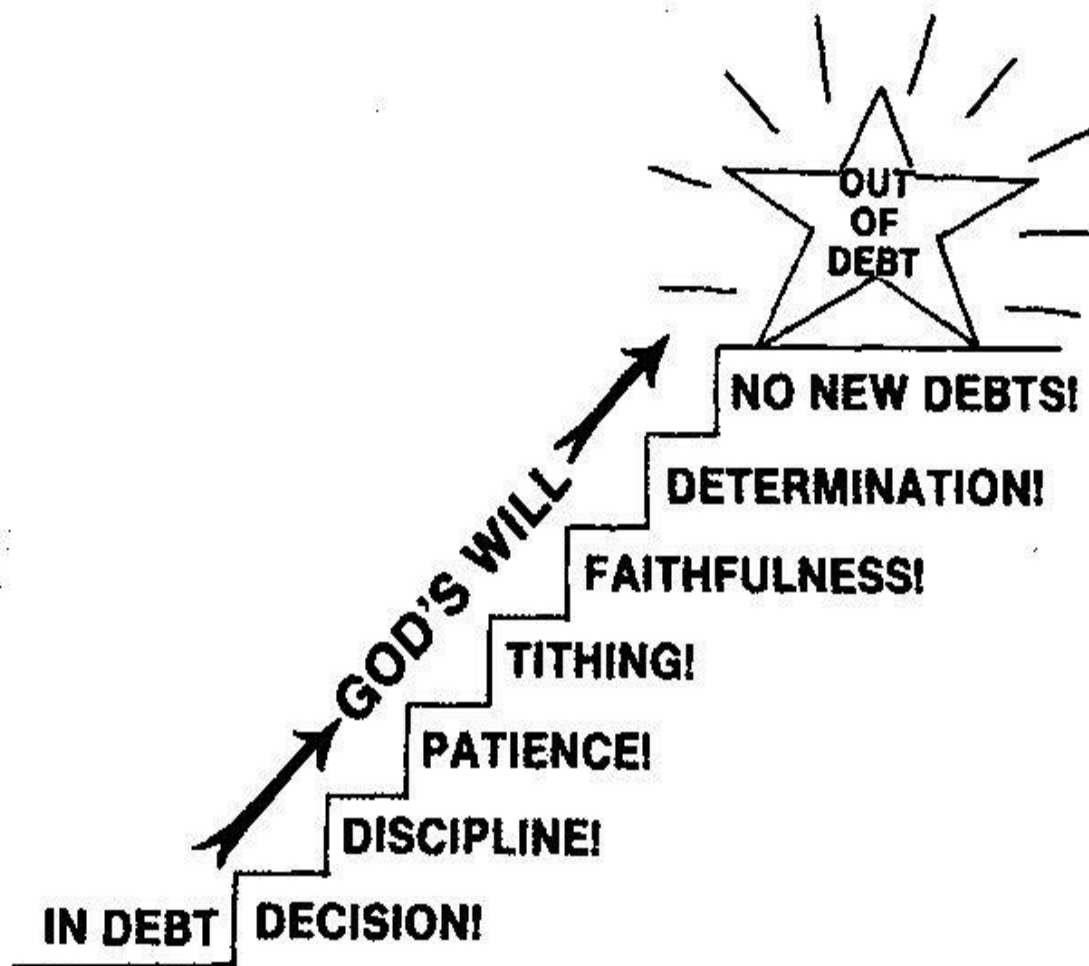 OUT
OF
DEBT
NO NEW DEBTS!
DETERMINATION!
GOD'S WILL
FAITHFULNESS!
TITHING!
PATIENCE!
DISCIPLINE!
IN DEBT
DECISION!